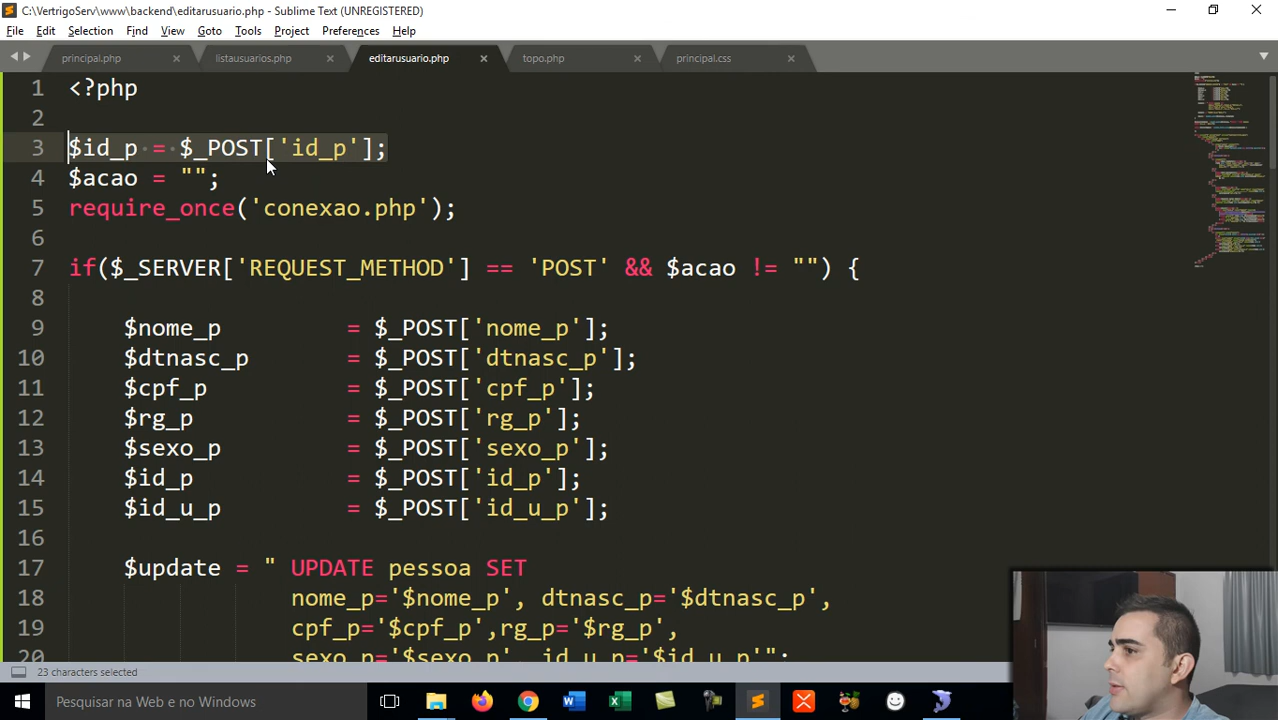 C:\VertrigoServ\www\backend\editarusuario.php - Sublime Text (UNREGISTERED)
File Edit Selection Find View Goto Tools Project Preferences Help
principal.php listausuarios.php editarusuario.php topo.php principal.css
1 <?php
2
3 $id_p = $_POST['id_p'];
4 $acao = "";
5 require_once('conexao.php');
6
7 if($_SERVER['REQUEST_METHOD'] == 'POST' && $acao != "") {
8
9 $nome_p = $_POST['nome_p'];
10 $dtnasc_p = $_POST['dtnasc_p'];
11 $cpf_p = $_POST['cpf_p'];
12 $rg_p = $_POST['rg_p'];
13 $sexo_p = $_POST['sexo_p'];
14 $id_p = $_POST['id_p'];
15 $id_u_p = $_POST['id_u_p'];
16
17 $update = " UPDATE pessoa SET
18 nome_p='$nome_p', dtnasc_p='$dtnasc_p',
19 cpf_p='$cpf_p',rg_p='$rg_p',
20 sexo_p='$sexo_p', id_u_p='$id_u_p'";
23 characters selected
Pesquisar na Web e no Windows